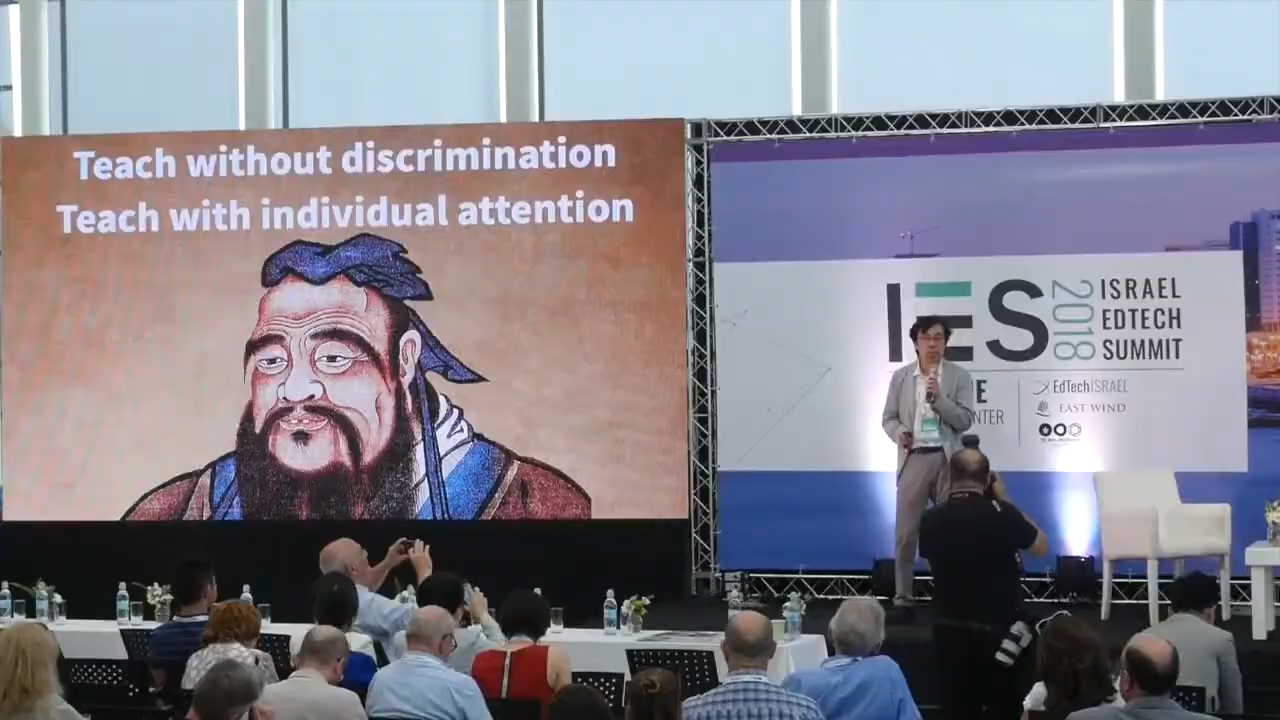 Teach without discrimination
Teach with individual attention
IES 2018
ISRAEL
EDTECH
SUMMIT
EdTechISRAEL
EAST WIND